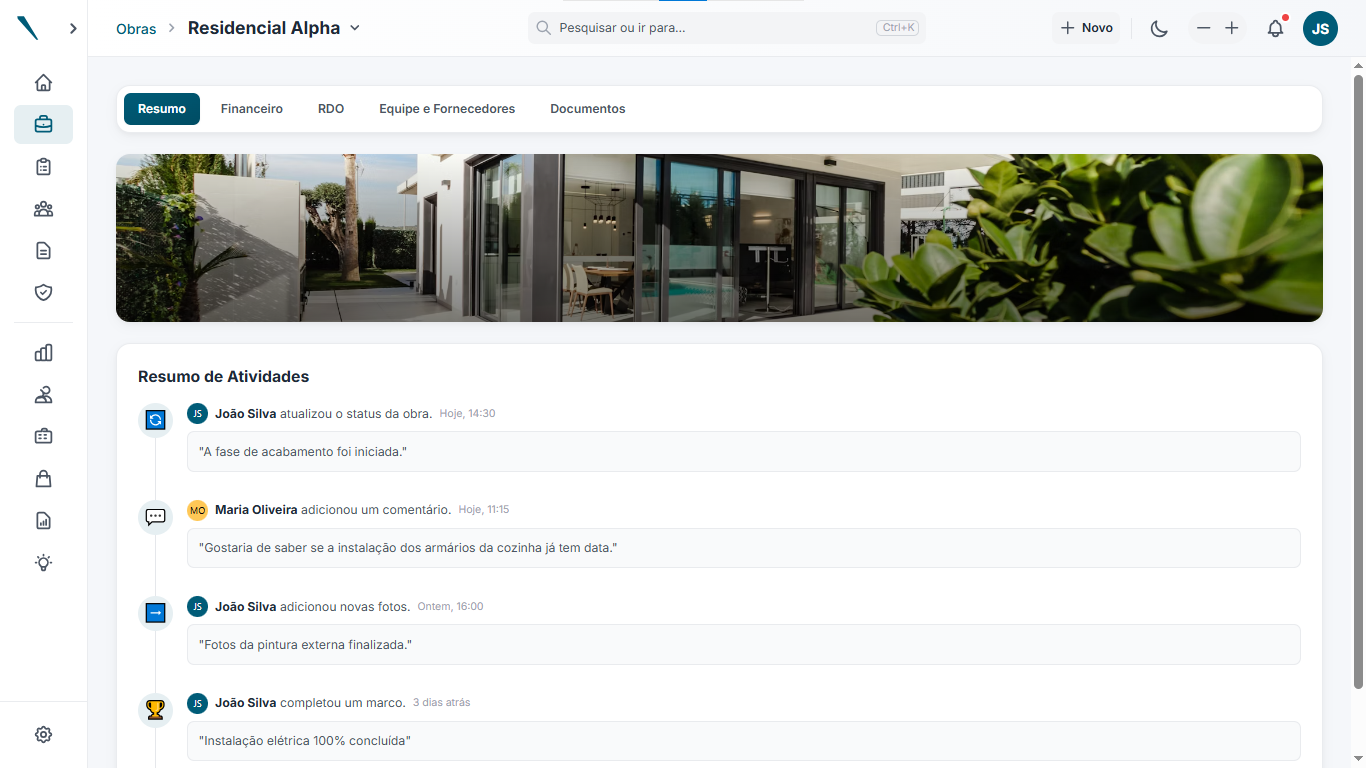 Obras
Residencial Alpha
Pesquisar ou ir para...
Ctrl+K
Novo
JS
Resumo
Financeiro
RDO
Equipe e Fornecedores
Documentos
Resumo de Atividades
JS João Silva atualizou o status da obra. Hoje, 14:30
"A fase de acabamento foi iniciada."
MO Maria Oliveira adicionou um comentário. Hoje, 11:15
"Gostaria de saber se a instalação dos armários da cozinha já tem data."
JS João Silva adicionou novas fotos. Ontem, 16:00
"Fotos da pintura externa finalizada."
JS João Silva completou um marco. 3 dias atrás
"Instalação elétrica 100% concluída"